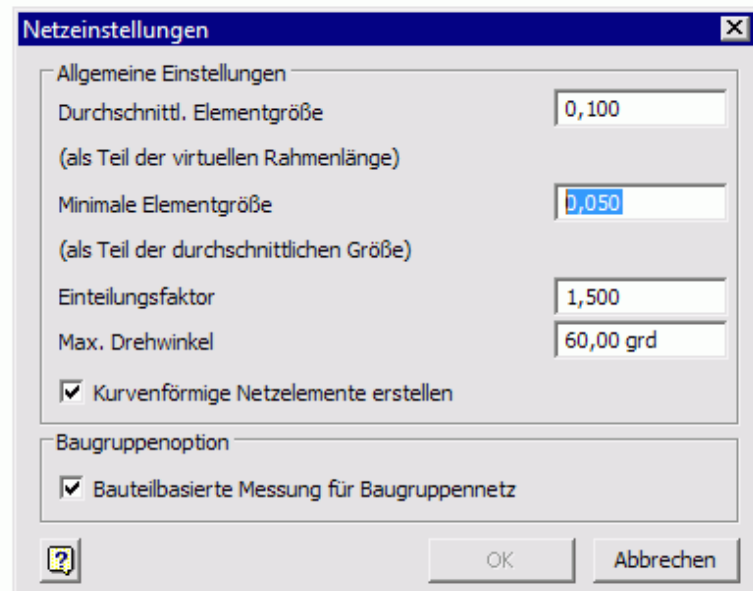 Netzeinstellungen
Allgemeine Einstellungen
Durchschnittl. Elementgröße 0,100
(als Teil der virtuellen Rahmenlänge)
Minimale Elementgröße 0,050
(als Teil der durchschnittlichen Größe)
Einteilungsfaktor 1,500
Max. Drehwinkel 60,00 grd
Kurvenförmige Netzelemente erstellen
Baugruppenoption
Bauteilbasierte Messung für Baugruppennetz
? OK Abbrechen